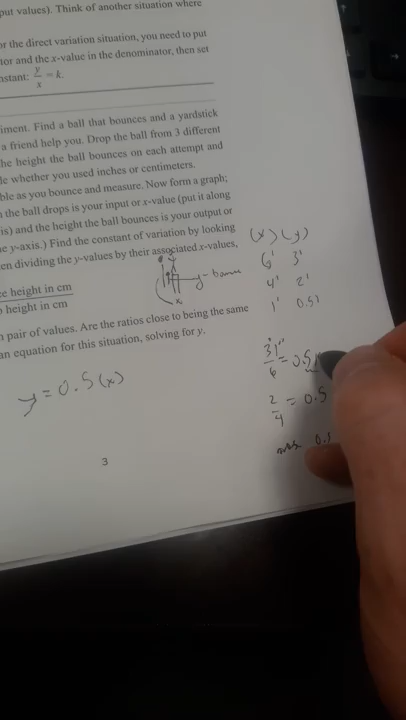 put values). Think of another situation where
or the direct variation situation, you need to put
tor and the x-value in the denominator, then set
nstant: y/x = k.
iment. Find a ball that bounces and a yardstick
a friend help you. Drop the ball from 3 different
he height the ball bounces on each attempt and
le whether you used inches or centimeters.
ble as you bounce and measure. Now form a graph;
n the ball drops is your input or x-value (put it along
is) and the height the ball bounces is your output or
e y-axis.) Find the constant of variation by looking
en dividing the y-values by their associated x-values,
ce height in cm
p height in cm
n pair of values. Are the ratios close to being the same
an equation for this situation, solving for y.
(x) (y)
6' 3'
4' 2'
1' 0.5'
y - bounce
x
= 0.5
2/4 = 0.5
y = 0.5(x)
3